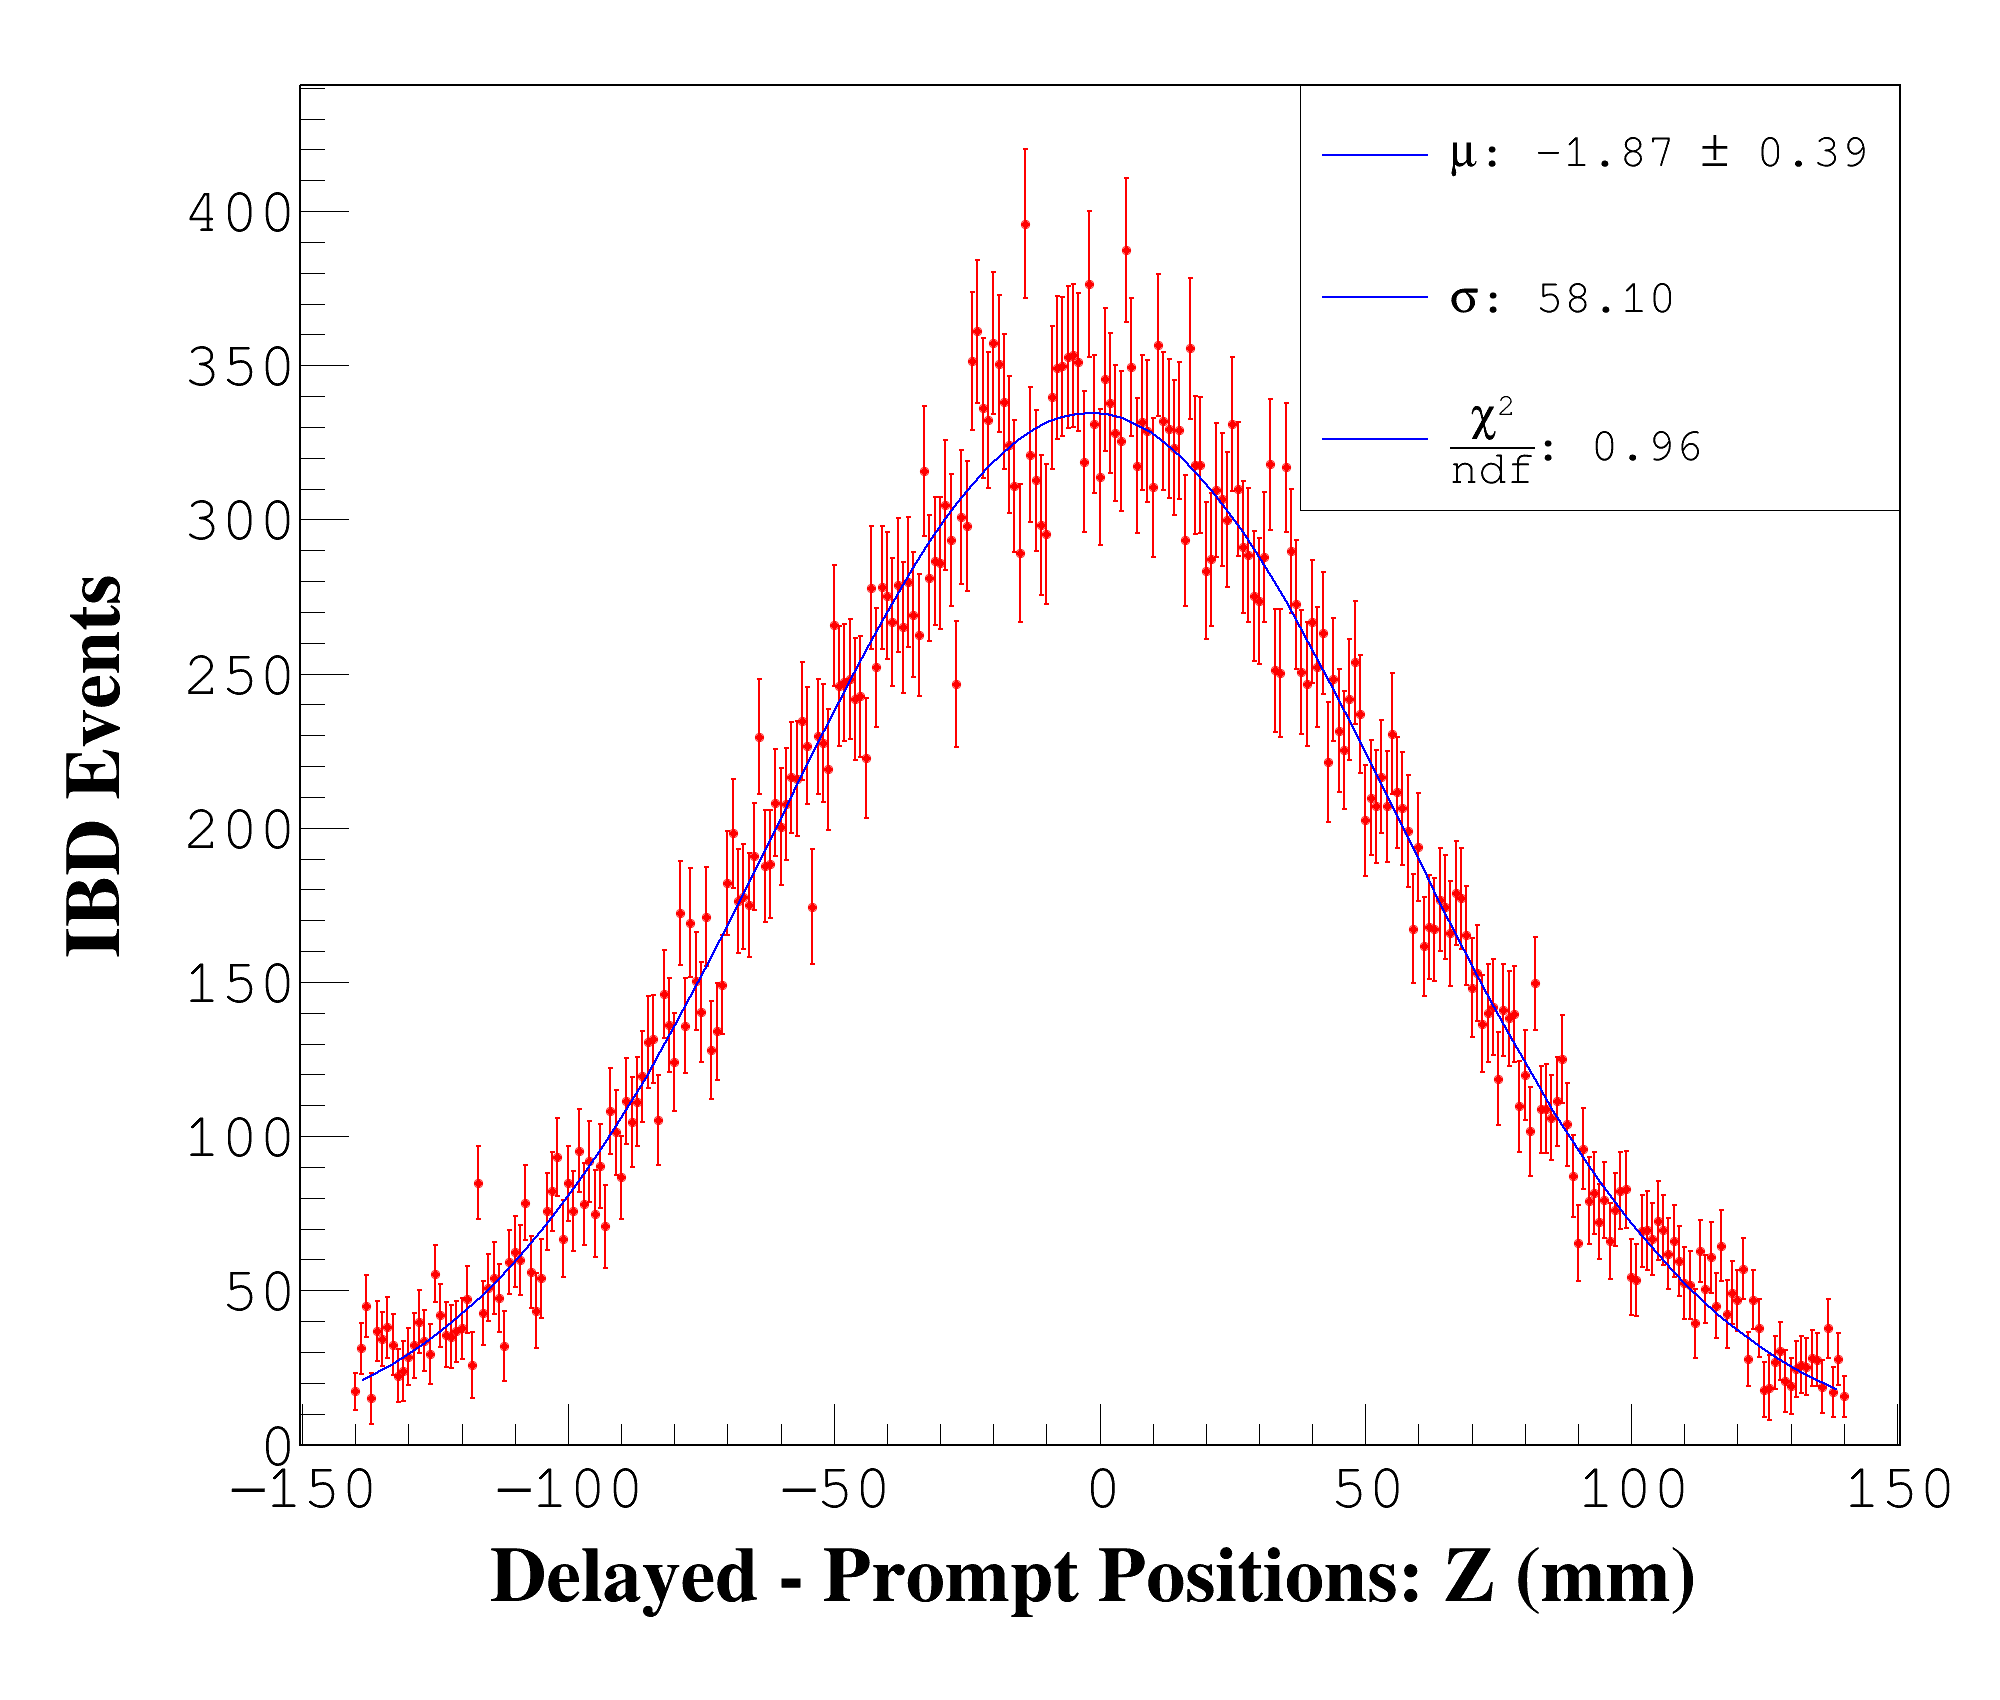 μ: −1.87 ± 0.39
σ: 58.10
χ²
ndf : 0.96
400
350
300
250
200
150
100
50
0
−150 −100 −50 0 50 100 150
IBD Events
Delayed - Prompt Positions: Z (mm)